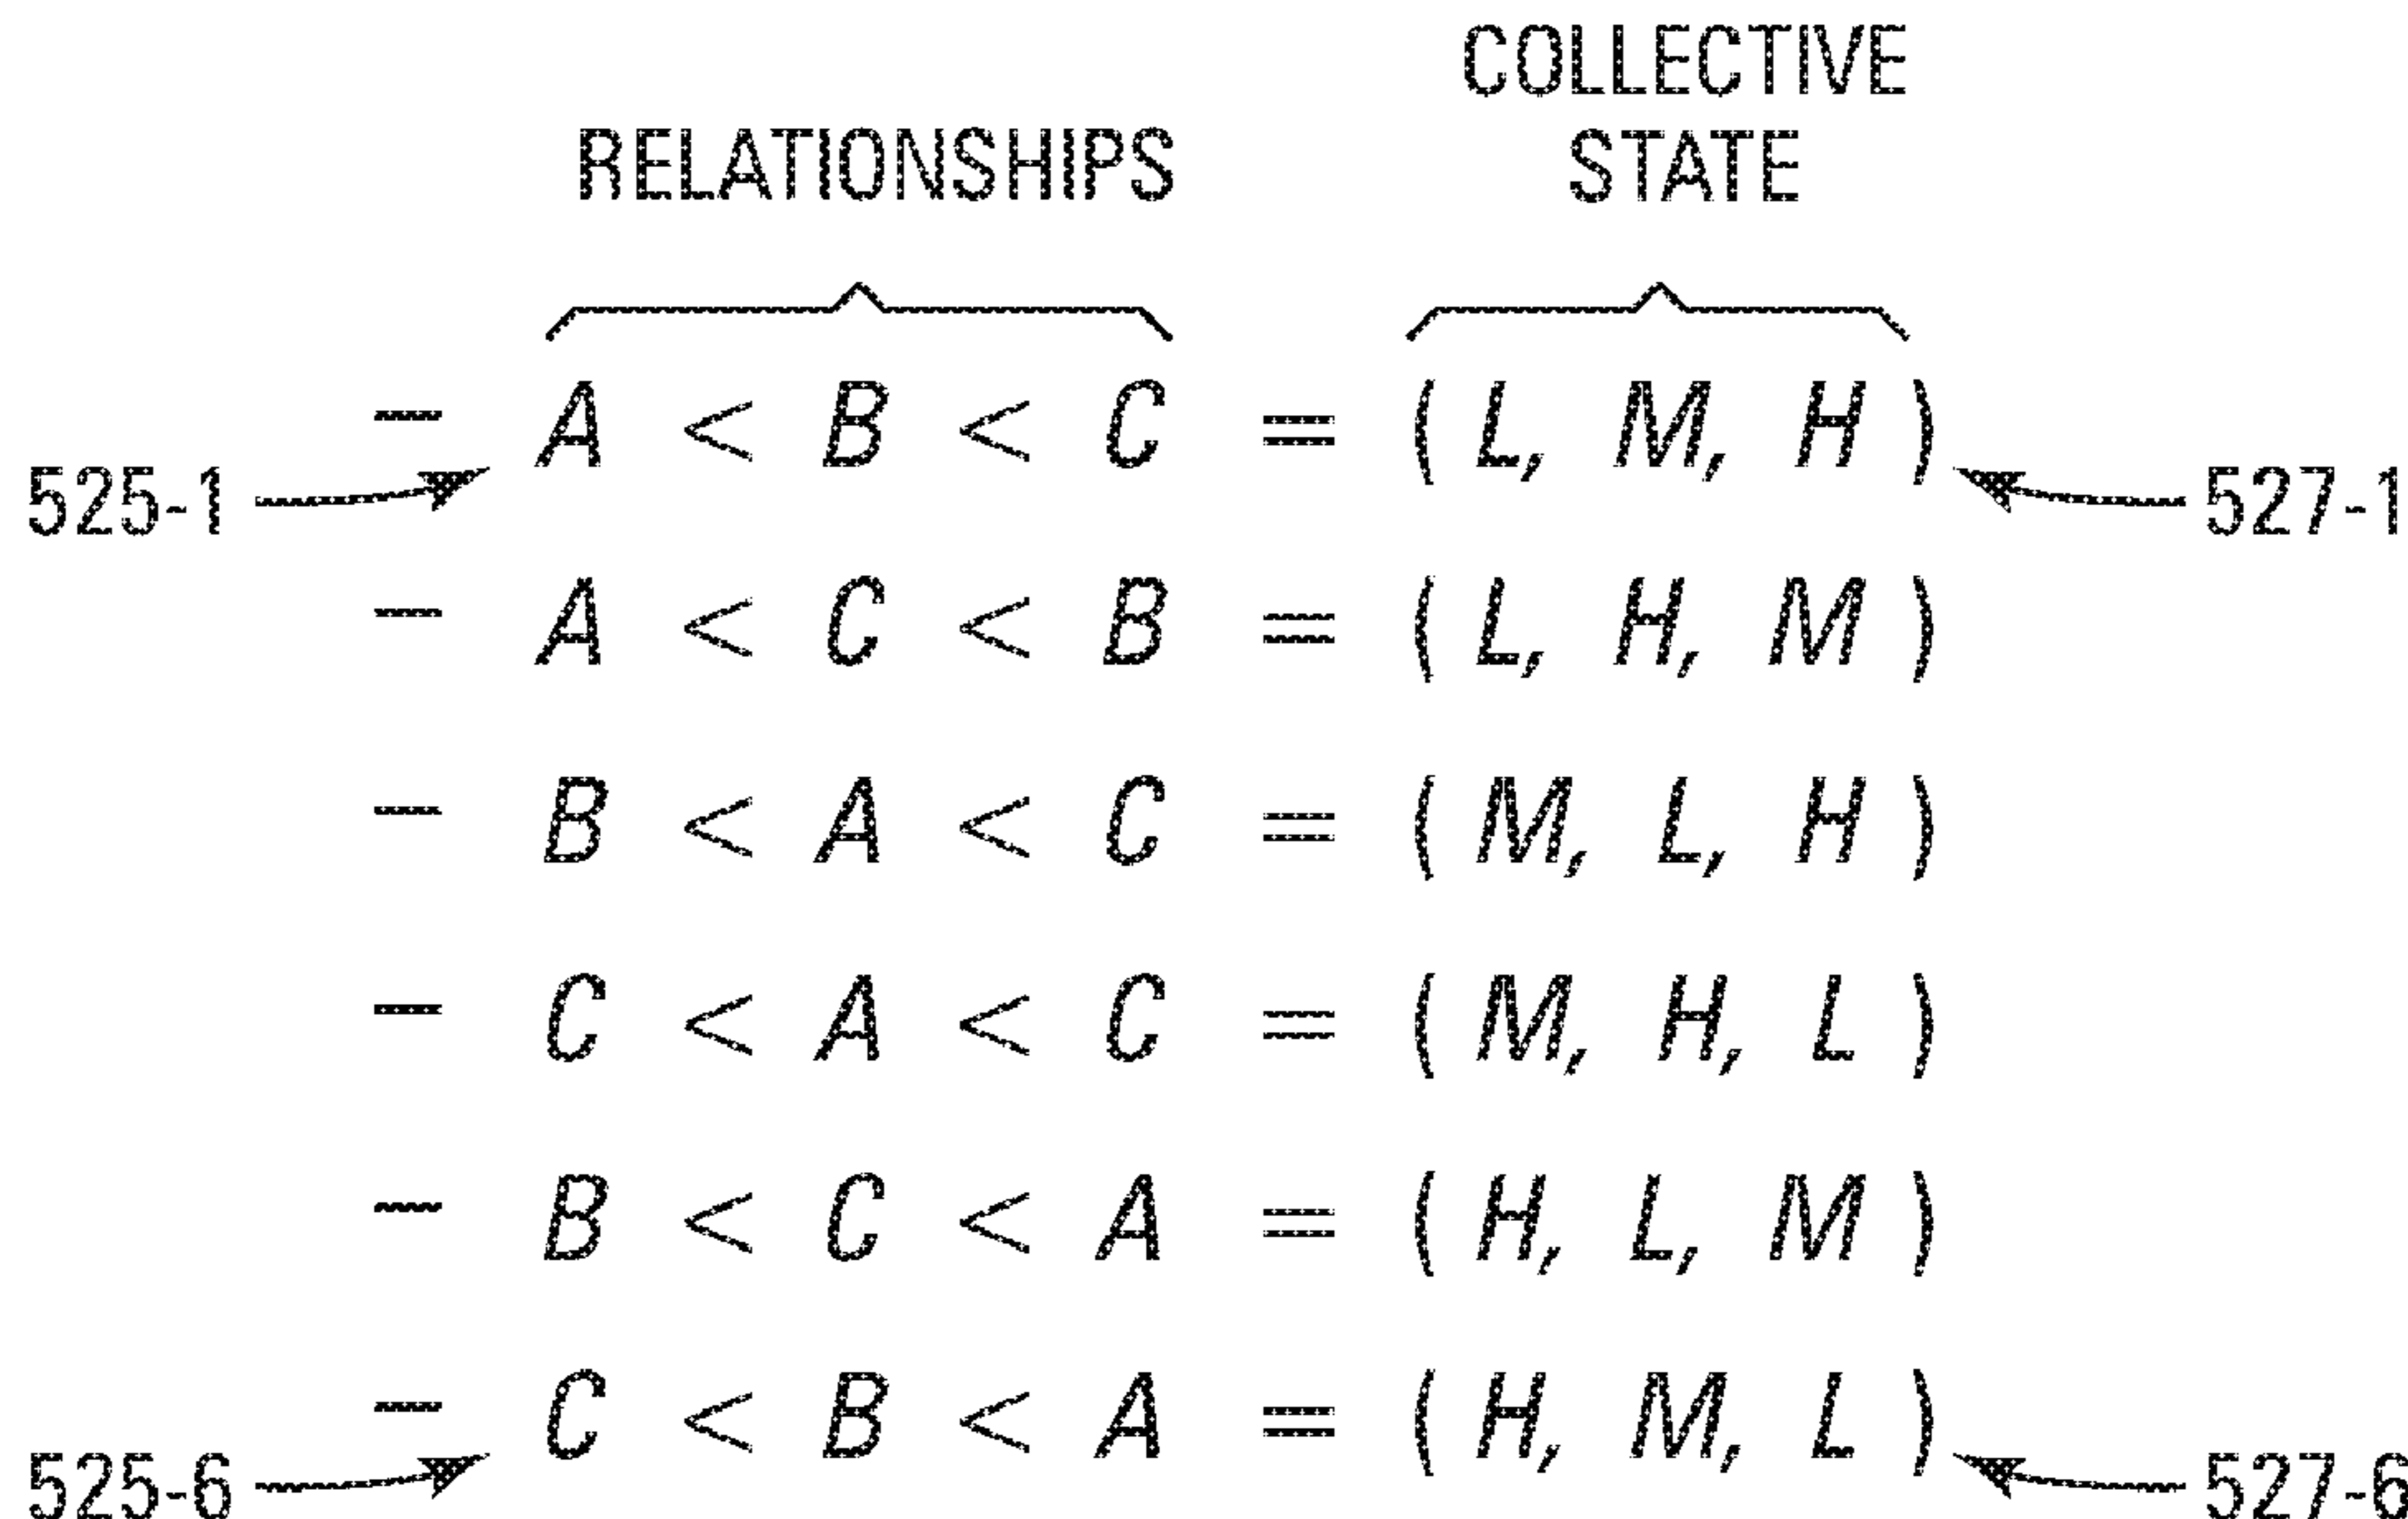 COLLECTIVE
RELATIONSHIPS STATE
– A < B < C = ( L, M, H )
525-1 527-1
– A < C < B = ( L, H, M )
– B < A < C = ( M, L, H )
– C < A < C = ( M, H, L )
– B < C < A = ( H, L, M )
– C < B < A = ( H, M, L )
525-6 527-6